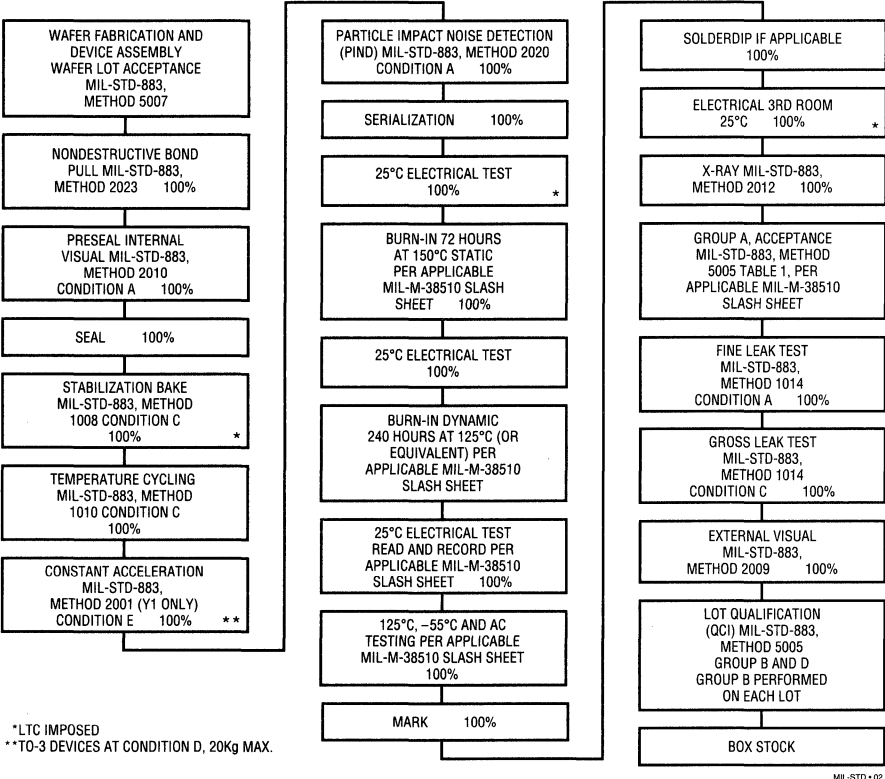 WAFER FABRICATION AND
DEVICE ASSEMBLY
WAFER LOT ACCEPTANCE
MIL-STD-883,
METHOD 5007
NONDESTRUCTIVE BOND
PULL MIL-STD-883,
METHOD 2023 100%
PRESEAL INTERNAL
VISUAL MIL-STD-883,
METHOD 2010
CONDITION A 100%
SEAL 100%
STABILIZATION BAKE
MIL-STD-883, METHOD
1008 CONDITION C
100% *
TEMPERATURE CYCLING
MIL-STD-883, METHOD
1010 CONDITION C
100%
CONSTANT ACCELERATION
MIL-STD-883,
METHOD 2001 (Y1 ONLY)
CONDITION E 100% **
PARTICLE IMPACT NOISE DETECTION
(PIND) MIL-STD-883, METHOD 2020
CONDITION A 100%
SERIALIZATION 100%
25°C ELECTRICAL TEST
100% *
BURN-IN 72 HOURS
AT 150°C STATIC
PER APPLICABLE
MIL-M-38510 SLASH
SHEET 100%
25°C ELECTRICAL TEST
100%
BURN-IN DYNAMIC
240 HOURS AT 125°C (OR
EQUIVALENT) PER
APPLICABLE MIL-M-38510
SLASH SHEET
25°C ELECTRICAL TEST
READ AND RECORD PER
APPLICABLE MIL-M-38510
SLASH SHEET 100%
125°C, –55°C AND AC
TESTING PER APPLICABLE
MIL-M-38510 SLASH SHEET
100%
MARK 100%
SOLDERDIP IF APPLICABLE
100%
ELECTRICAL 3RD ROOM
25°C 100% *
X-RAY MIL-STD-883,
METHOD 2012 100%
GROUP A, ACCEPTANCE
MIL-STD-883, METHOD
5005 TABLE 1, PER
APPLICABLE MIL-M-38510
SLASH SHEET
FINE LEAK TEST
MIL-STD-883,
METHOD 1014
CONDITION A 100%
GROSS LEAK TEST
MIL-STD-883,
METHOD 1014
CONDITION C 100%
EXTERNAL VISUAL
MIL-STD-883,
METHOD 2009 100%
LOT QUALIFICATION
(QCI) MIL-STD-883,
METHOD 5005
GROUP B AND D
GROUP B PERFORMED
ON EACH LOT
BOX STOCK
*LTC IMPOSED
**TO-3 DEVICES AT CONDITION D, 20Kg MAX.
MIL-STD • 02